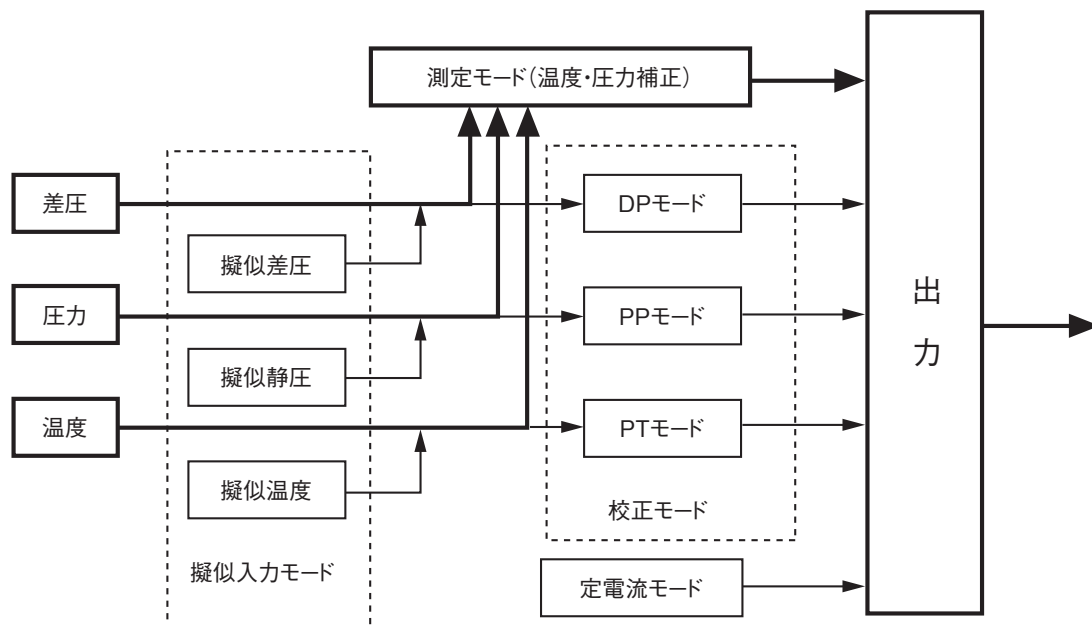 測定モード(温度・圧力補正)
差圧
DPモード
擬似差圧
圧力
PPモード
擬似静圧
温度
PTモード
擬似温度
校正モード
擬似入力モード
定電流モード
出
力